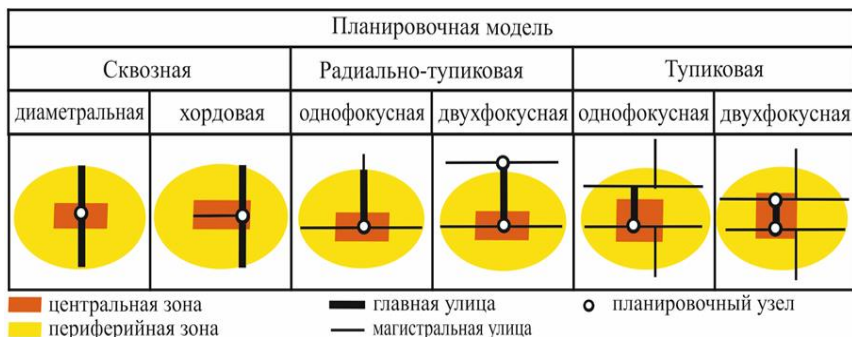 Планировочная модель
Сквозная Радиально-тупиковая Тупиковая
диаметральная хордовая однофокусная двухфокусная однофокусная двухфокусная
центральная зона главная улица планировочный узел
периферийная зона магистральная улица